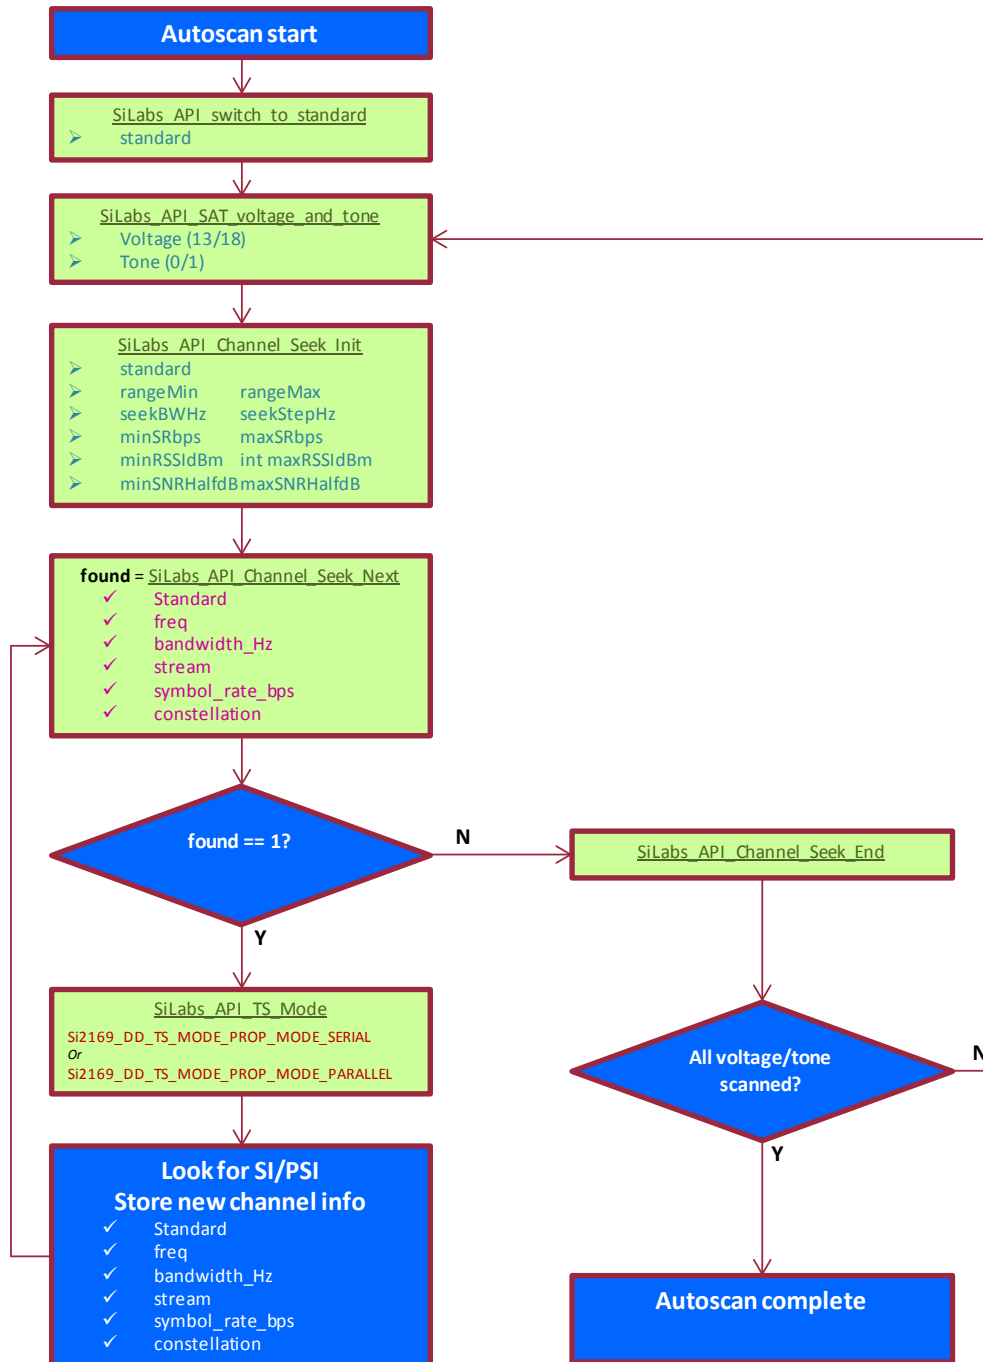 Autoscan start
SiLabs_API_switch_to_standard
➢ standard
SiLabs_API_SAT_voltage_and_tone
➢ Voltage (13/18)
➢ Tone (0/1)
SiLabs_API_Channel_Seek_Init
➢ standard
➢ rangeMin rangeMax
➢ seekBWHz seekStepHz
➢ minSRbps maxSRbps
➢ minRSSIdBm int maxRSSIdBm
➢ minSNRHalfdB maxSNRHalfdB
found = SiLabs_API_Channel_Seek_Next
✓ Standard
✓ freq
✓ bandwidth_Hz
✓ stream
✓ symbol_rate_bps
✓ constellation
found == 1?
N
SiLabs_API_Channel_Seek_End
Y
SiLabs_API_TS_Mode
Si2169_DD_TS_MODE_PROP_MODE_SERIAL
Or
Si2169_DD_TS_MODE_PROP_MODE_PARALLEL
All voltage/tone
scanned?
N
Y
Look for SI/PSI
Store new channel info
✓ Standard
✓ freq
✓ bandwidth_Hz
✓ stream
✓ symbol_rate_bps
✓ constellation
Autoscan complete